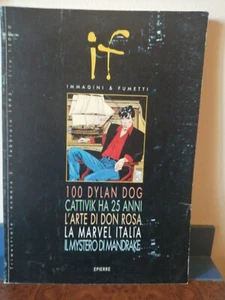 if
IMMAGINI & FUMETTI
100 DYLAN DOG
CATTIVIK HA 25 ANNI
L'ARTE DI DON ROSA
LA MARVEL ITALIA
IL MYSTERO DI MANDRAKE
EPIERRE